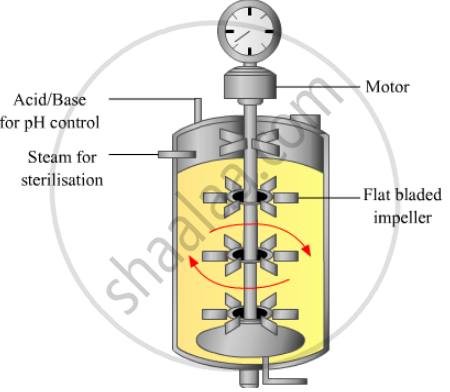 Motor
Acid/Base
for pH control
Steam for
sterilisation
Flat bladed
impeller
shaalaa.com